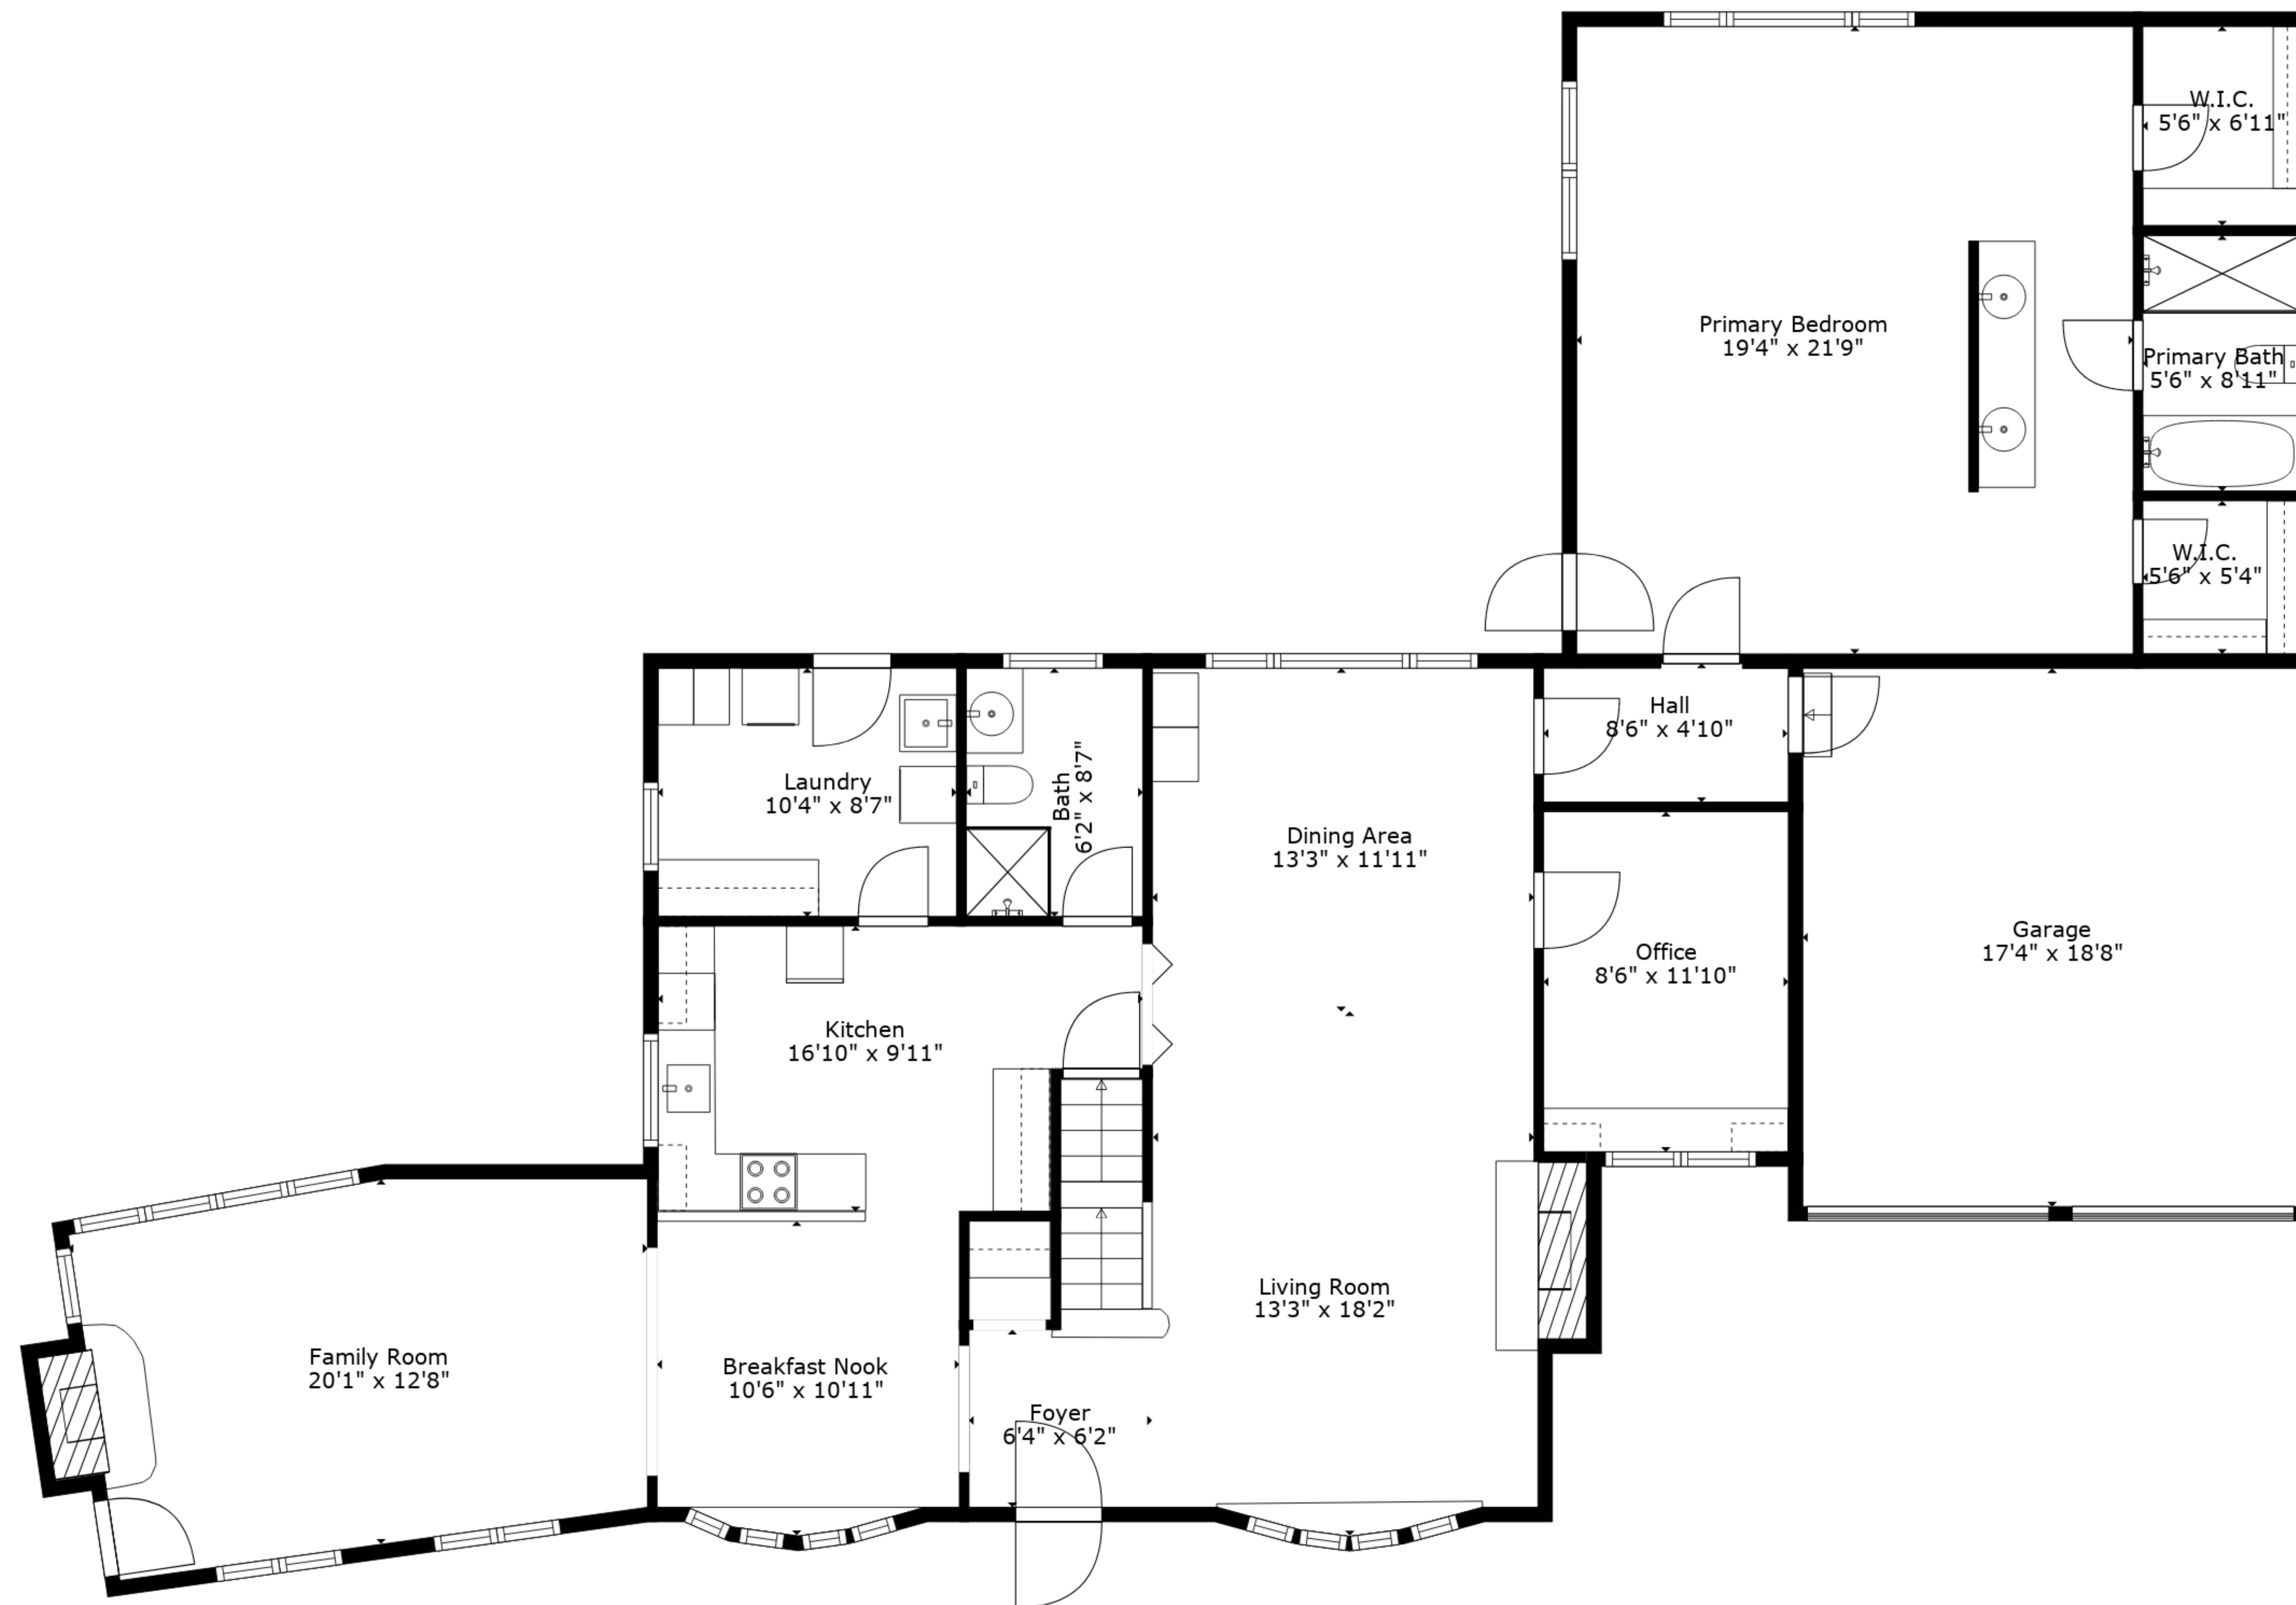 W.I.C.
5'6" x 6'11"
Primary Bedroom
19'4" x 21'9"
Primary Bath
5'6" x 8'11"
W.I.C.
5'6" x 5'4"
Hall
8'6" x 4'10"
Laundry
10'4" x 8'7"
Bath
6'2" x 8'7"
Dining Area
13'3" x 11'11"
Garage
17'4" x 18'8"
Office
8'6" x 11'10"
Kitchen
16'10" x 9'11"
Living Room
13'3" x 18'2"
Family Room
20'1" x 12'8"
Breakfast Nook
10'6" x 10'11"
Foyer
6'4" x 6'2"